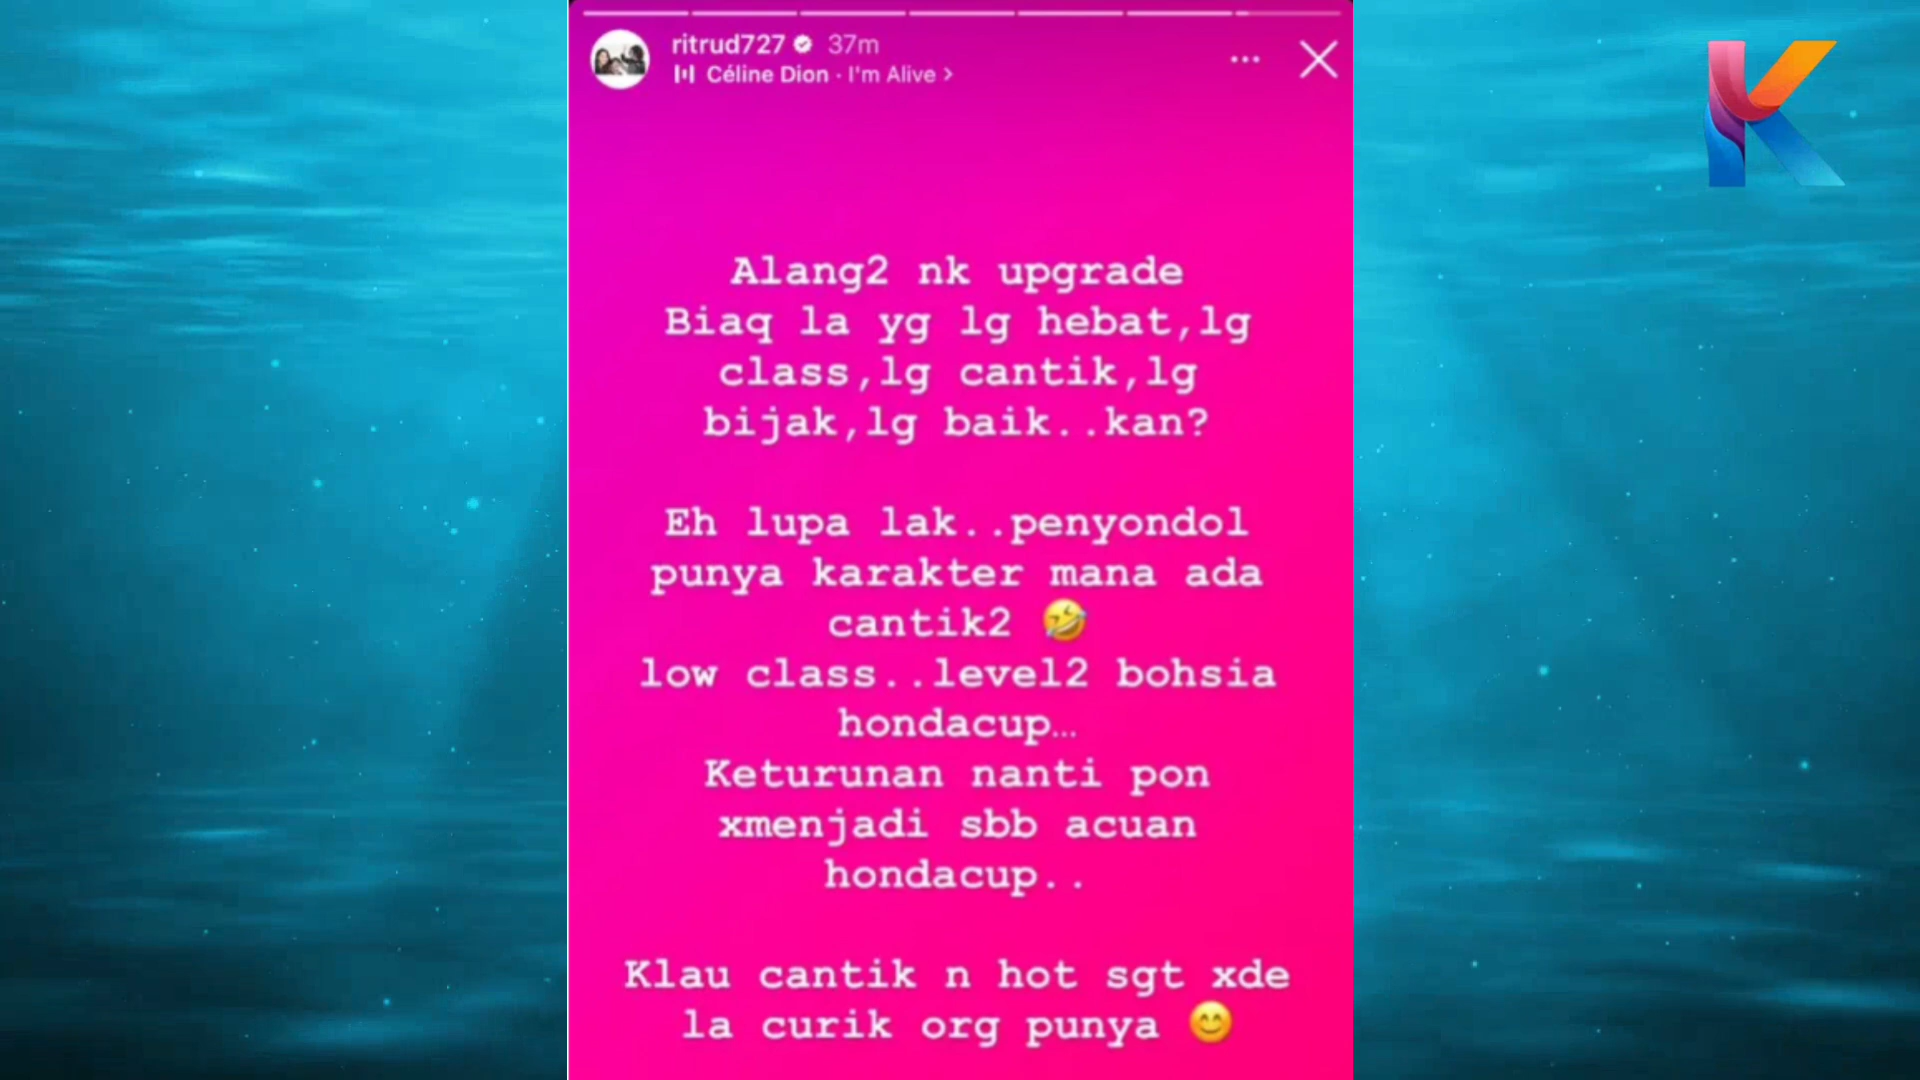 ritrud727 37m
Céline Dion · I'm Alive >
Alang2 nk upgrade
Biaq la yg lg hebat,lg
class,lg cantik,lg
bijak,lg baik..kan?
Eh lupa lak..penyondol
punya karakter mana ada
cantik2 🤣
low class..level2 bohsia
hondacup…
Keturunan nanti pon
xmenjadi sbb acuan
hondacup..
Klau cantik n hot sgt xde
la curik org punya 😊
K